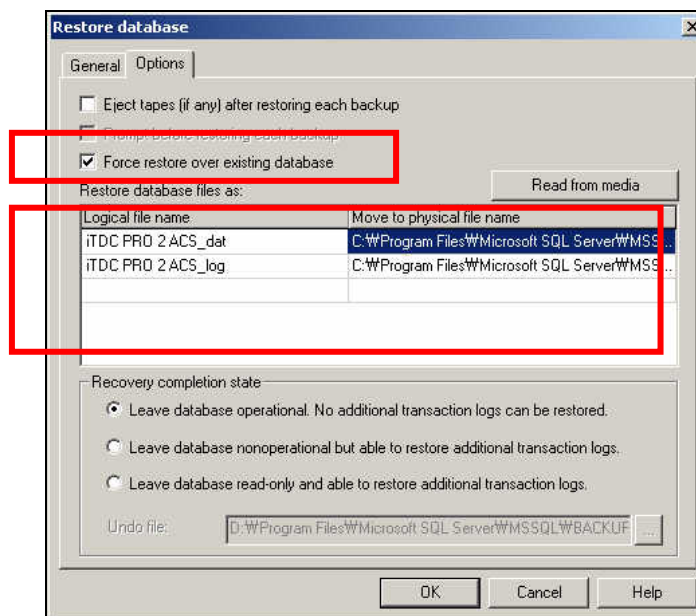 Restore database
General Options
Eject tapes (if any) after restoring each backup
Prompt before restoring each backup
Force restore over existing database
Restore database files as:
Read from media
Logical file name Move to physical file name
iTDC PRO 2 ACS_dat C:₩Program Files₩Microsoft SQL Server₩MSS...
iTDC PRO 2 ACS_log C:₩Program Files₩Microsoft SQL Server₩MSS...
Recovery completion state
Leave database operational. No additional transaction logs can be restored.
Leave database nonoperational but able to restore additional transaction logs.
Leave database read-only and able to restore additional transaction logs.
Undo file: D:₩Program Files₩Microsoft SQL Server₩MSSQL₩BACKUF ...
OK Cancel Help